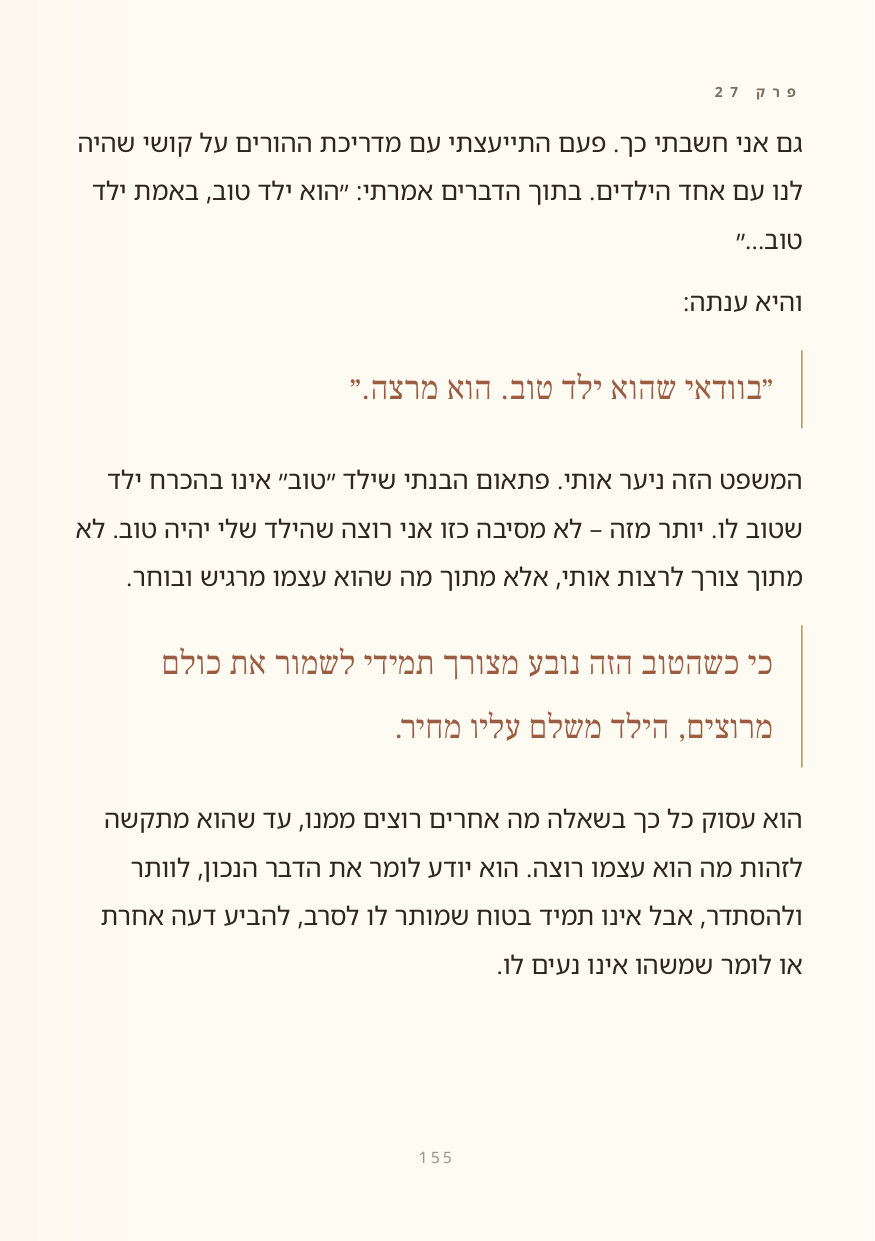 פרק 27
גם אני חשבתי כך. פעם התייעצתי עם מדריכת ההורים על קושי שהיה
לנו עם אחד הילדים. בתוך הדברים אמרתי: ״הוא ילד טוב, באמת ילד
טוב...״
והיא ענתה:
״בוודאי שהוא ילד טוב. הוא מרצה.״
המשפט הזה ניער אותי. פתאום הבנתי שילד ״טוב״ אינו בהכרח ילד
שטוב לו. יותר מזה – לא מסיבה כזו אני רוצה שהילד שלי יהיה טוב. לא
מתוך צורך לרצות אותי, אלא מתוך מה שהוא עצמו מרגיש ובוחר.
כי כשהטוב הזה נובע מצורך תמידי לשמור את כולם
מרוצים, הילד משלם עליו מחיר.
הוא עסוק כל כך בשאלה מה אחרים רוצים ממנו, עד שהוא מתקשה
לזהות מה הוא עצמו רוצה. הוא יודע לומר את הדבר הנכון, לוותר
ולהסתדר, אבל אינו תמיד בטוח שמותר לו לסרב, להביע דעה אחרת
או לומר שמשהו אינו נעים לו.
155